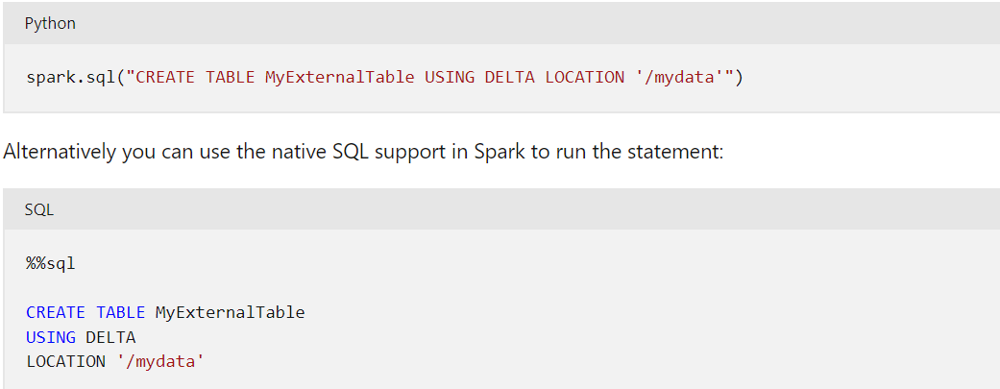 Python
spark.sql("CREATE TABLE MyExternalTable USING DELTA LOCATION '/mydata'")
Alternatively you can use the native SQL support in Spark to run the statement:
SQL
%%sql
CREATE TABLE MyExternalTable
USING DELTA
LOCATION '/mydata'